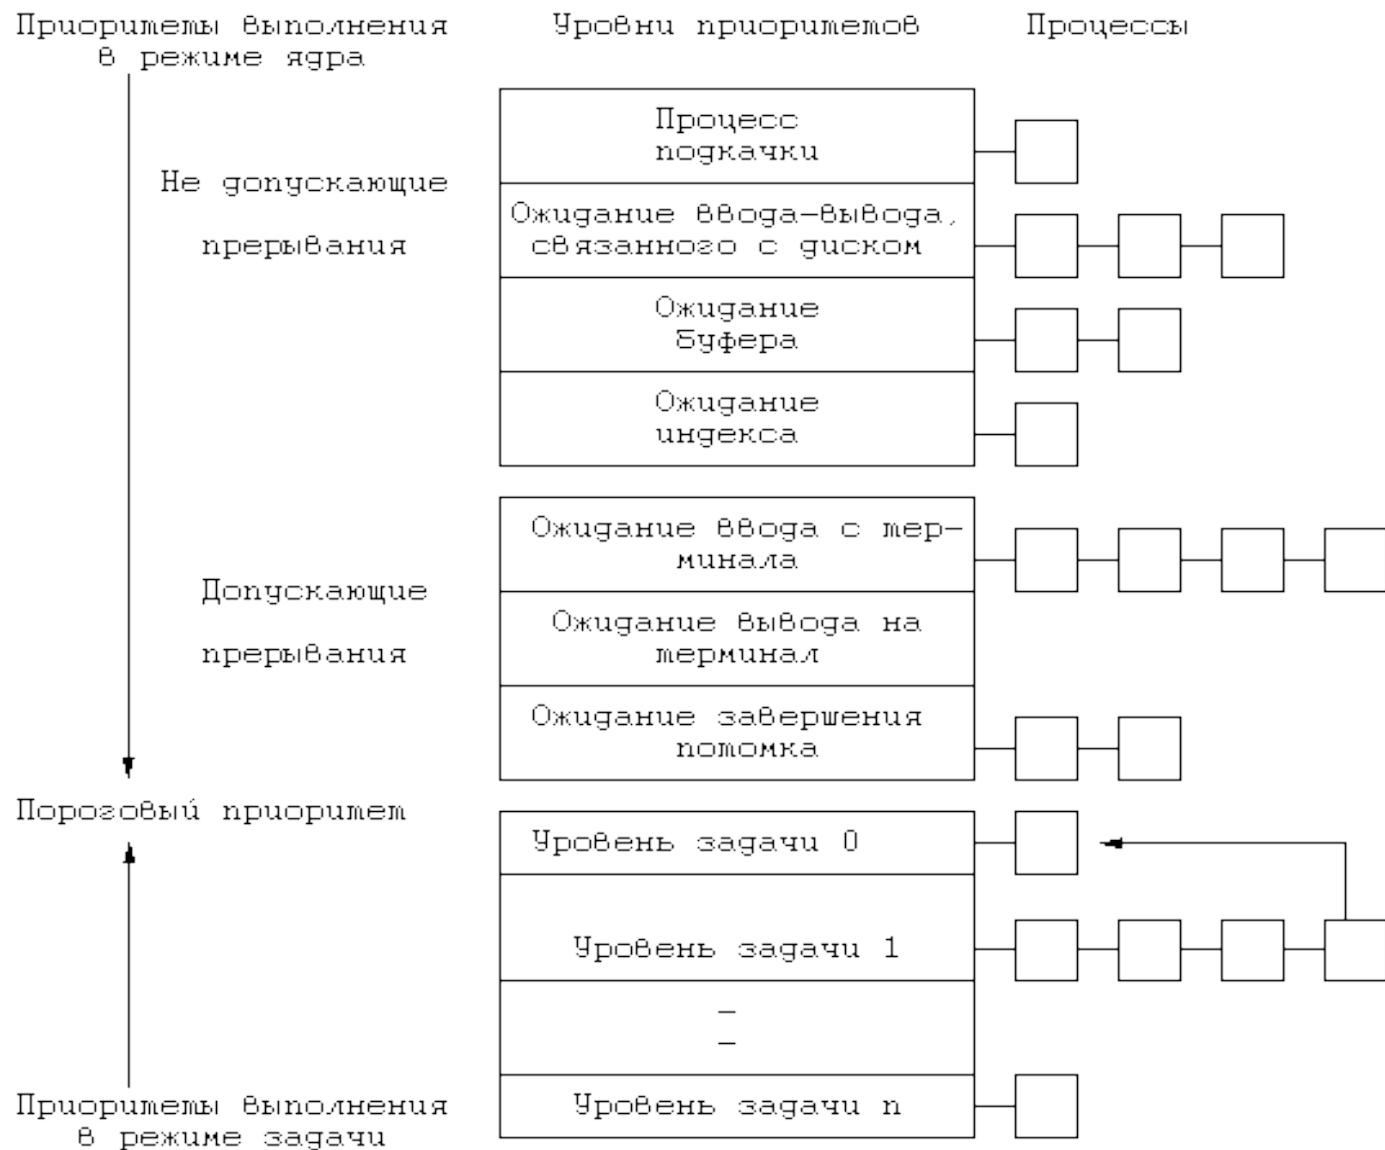 Приоритеты выполнения
в режиме ядра
Уровни приоритетов
Процессы
Не допускающие
прерывания
Процесс
подкачки
Ожидание ввода-вывода,
связанного с диском
Ожидание
буфера
Ожидание
индекса
Допускающие
прерывания
Ожидание ввода с тер-
минала
Ожидание вывода на
терминал
Ожидание завершения
потомка
Пороговый приоритет
Уровень задачи 0
Уровень задачи 1
-
-
Уровень задачи n
Приоритеты выполнения
в режиме задачи